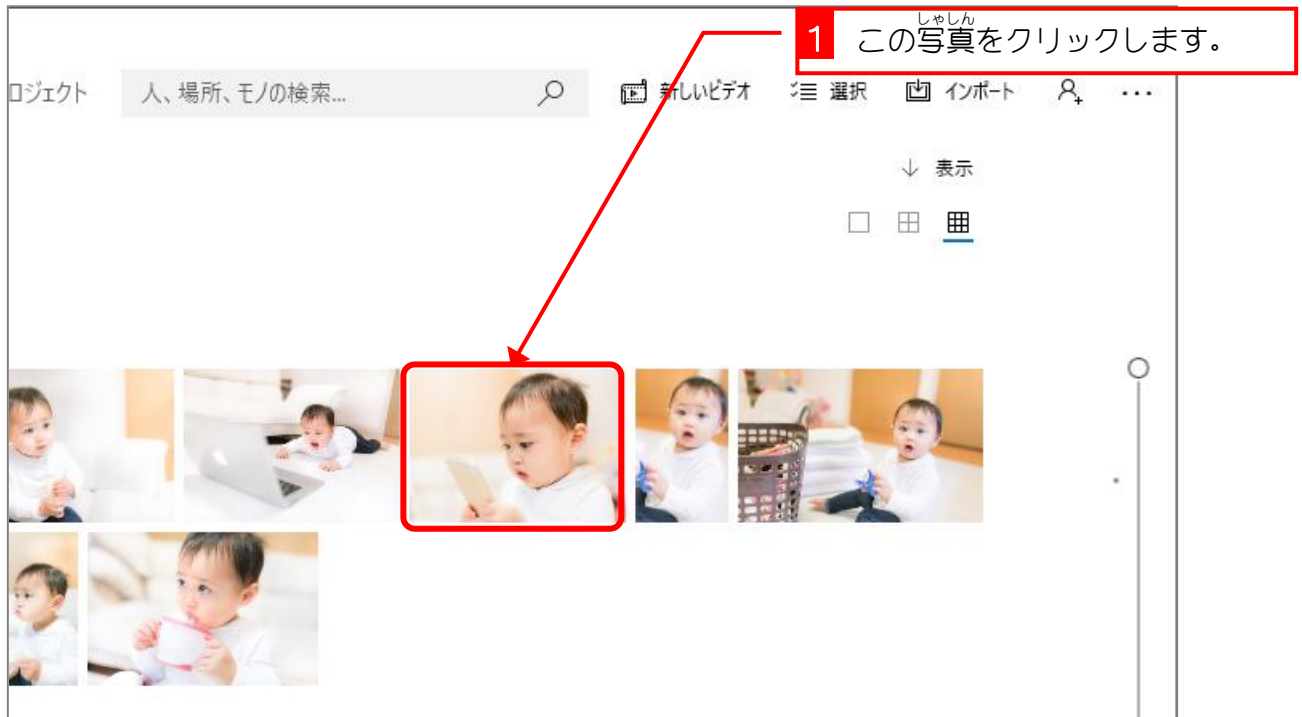 しゃしん
1 この写真をクリックします。
ロジェクト 人、場所、モノの検索... 新しいビデオ 選択 インポート ...
↓ 表示